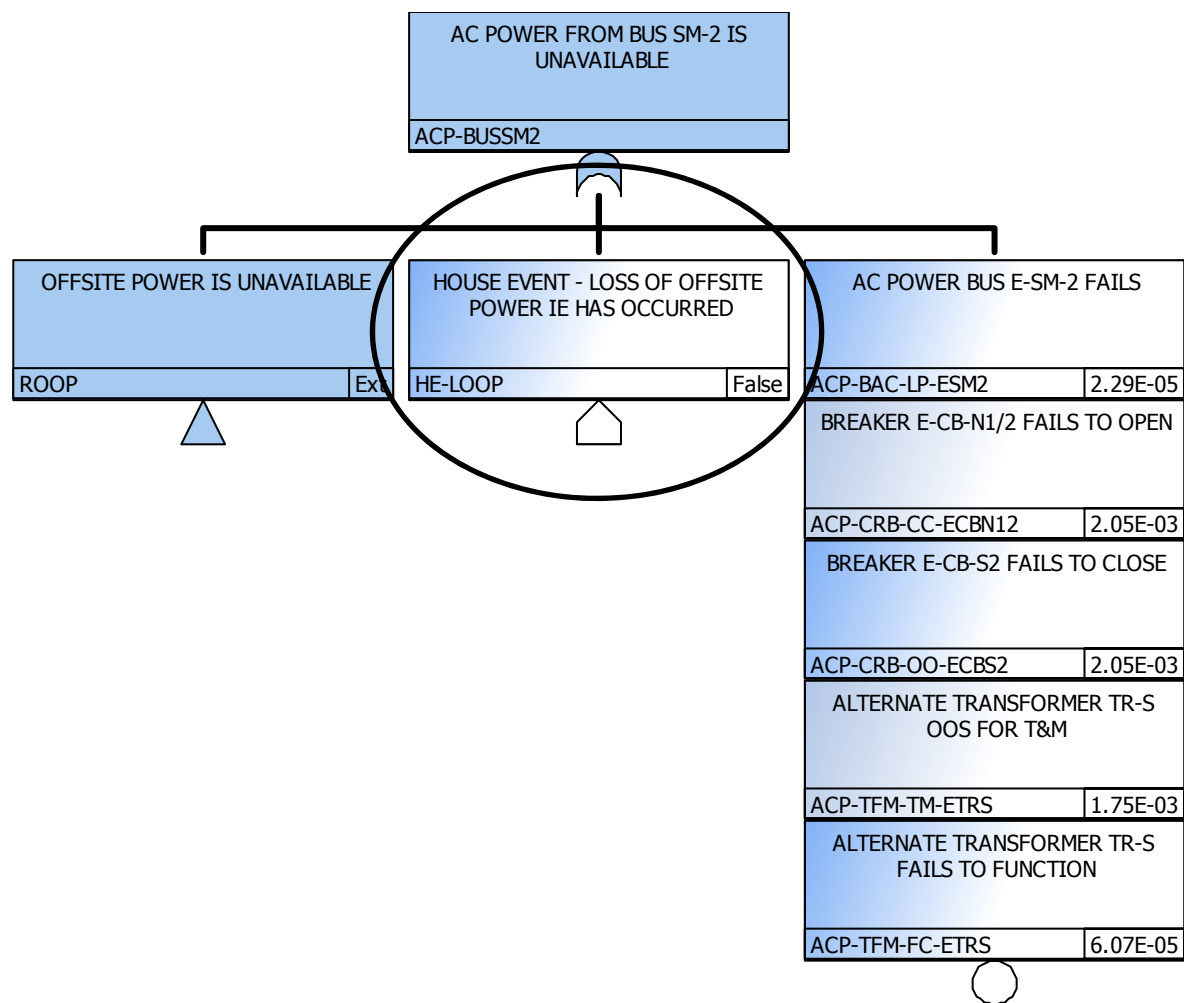 AC POWER FROM BUS SM-2 IS
UNAVAILABLE
ACP-BUSSM2
OFFSITE POWER IS UNAVAILABLE
ROOP
Ext
HOUSE EVENT - LOSS OF OFFSITE
POWER IE HAS OCCURRED
HE-LOOP
False
AC POWER BUS E-SM-2 FAILS
ACP-BAC-LP-ESM2
2.29E-05
BREAKER E-CB-N1/2 FAILS TO OPEN
ACP-CRB-CC-ECBN12
2.05E-03
BREAKER E-CB-S2 FAILS TO CLOSE
ACP-CRB-OO-ECBS2
2.05E-03
ALTERNATE TRANSFORMER TR-S
OOS FOR T&M
ACP-TFM-TM-ETRS
1.75E-03
ALTERNATE TRANSFORMER TR-S
FAILS TO FUNCTION
ACP-TFM-FC-ETRS
6.07E-05